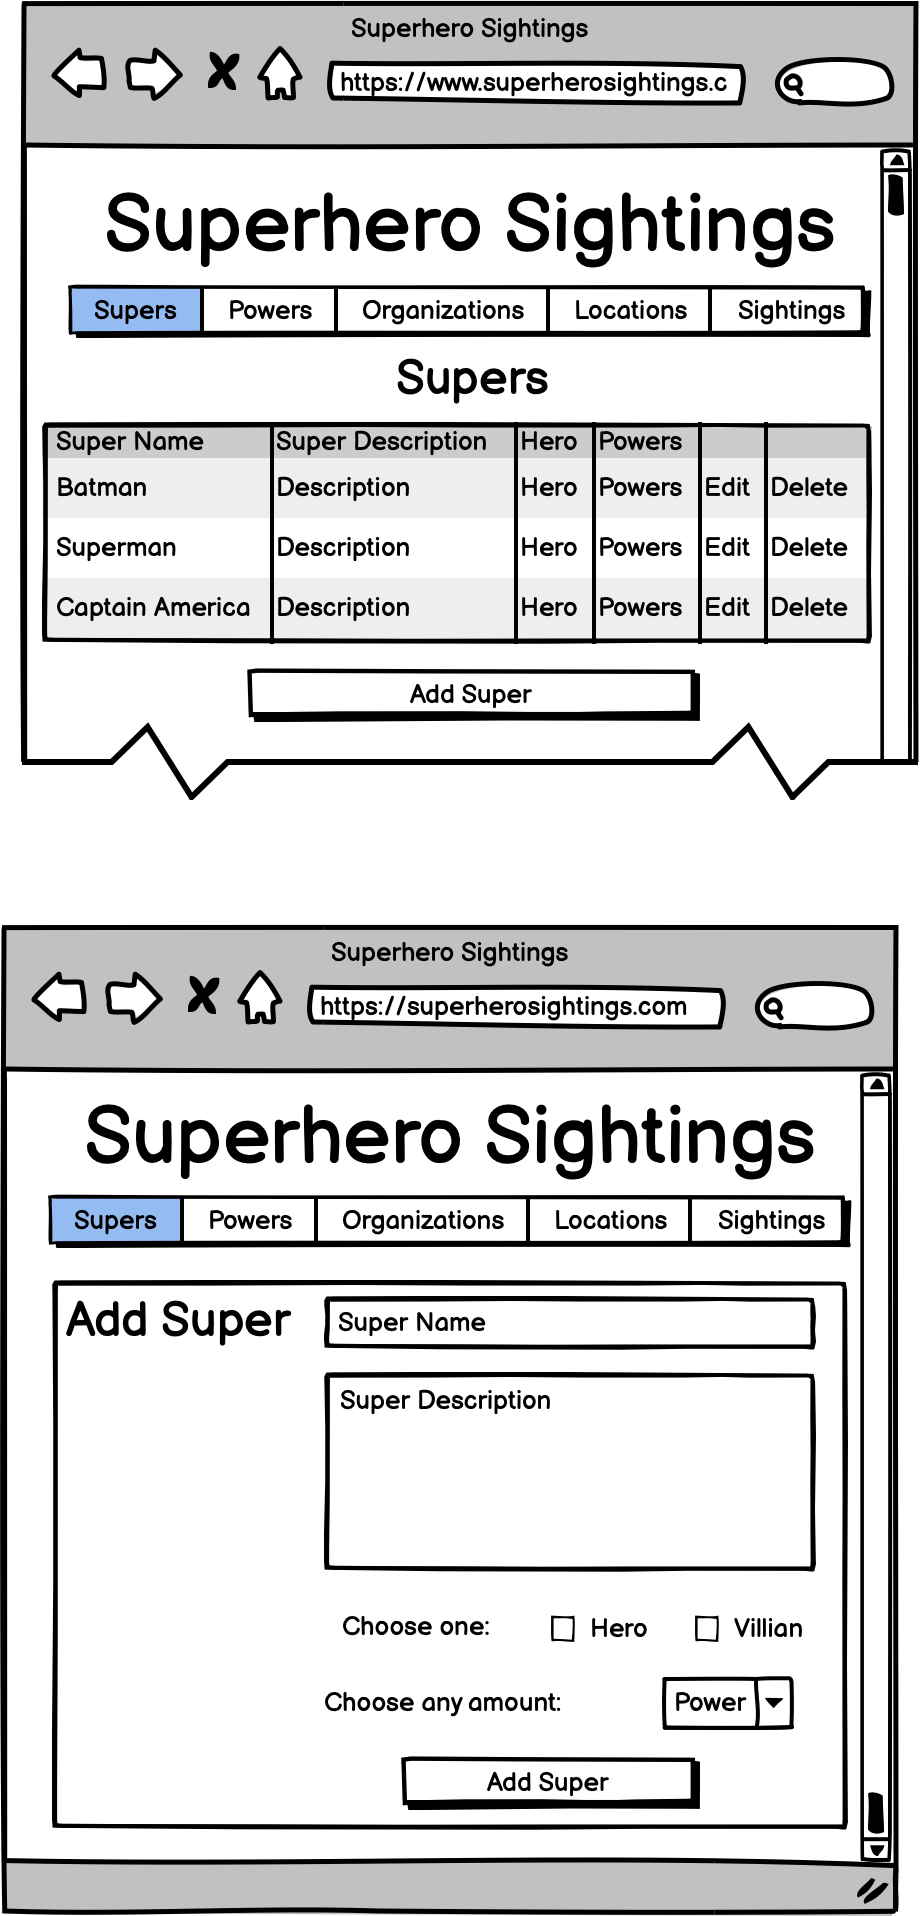 Superhero Sightings
https://www.superherosightings.c
Superhero Sightings
Supers Powers Organizations Locations Sightings
Supers
Super Name Super Description Hero Powers
Batman Description Hero Powers Edit Delete
Superman Description Hero Powers Edit Delete
Captain America Description Hero Powers Edit Delete
Add Super
Superhero Sightings
https://superherosightings.com
Superhero Sightings
Supers Powers Organizations Locations Sightings
Add Super Super Name
Super Description
Choose one: Hero Villian
Choose any amount: Power
Add Super